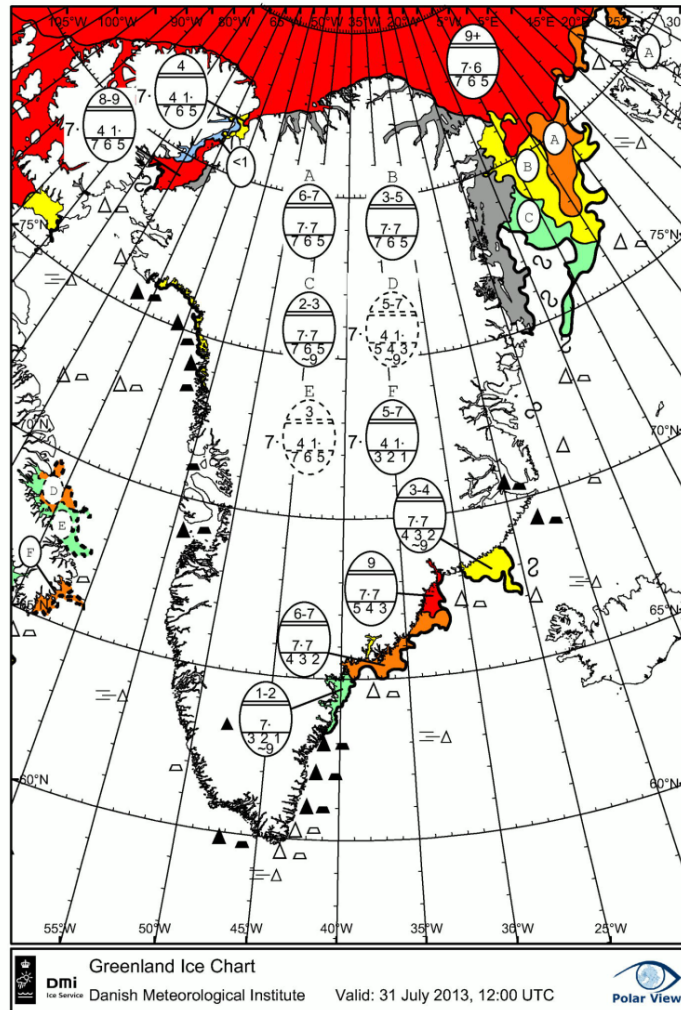 105°W 100°W 90°W 80°W 65°W 50°W 35°W 20°W 5°W 5°E 15°E 20°E 25°E 30
9+
7·6
7 6 5
A
4
7· 4 1·
7 6 5
8-9
7· 4 1·
7 6 5
A
<1
B
A B
6-7 3-5
7·7 7·7
7 6 5 7 6 5
C
75°N
75°N
C D
2-3 5-7
7·7 7· 4 1·
7 6 5 5 4 3
~9 ~9
E F
3 5-7
7· 4 1· 7· 4 1·
7 6 5 3 2 1
70°N
70°N
D
E
F
3-4
7·7
4 3 2
~9
9
7·7
5 4 3
65°N
65°N
6-7
7·7
4 3 2
1-2
7·
3 2 1
~9
60°N
60°N
55°W 50°W 45°W 40°W 35°W 30°W 25°W
Greenland Ice Chart
DMI
Ice Service
Danish Meteorological Institute Valid: 31 July 2013, 12:00 UTC
Polar View